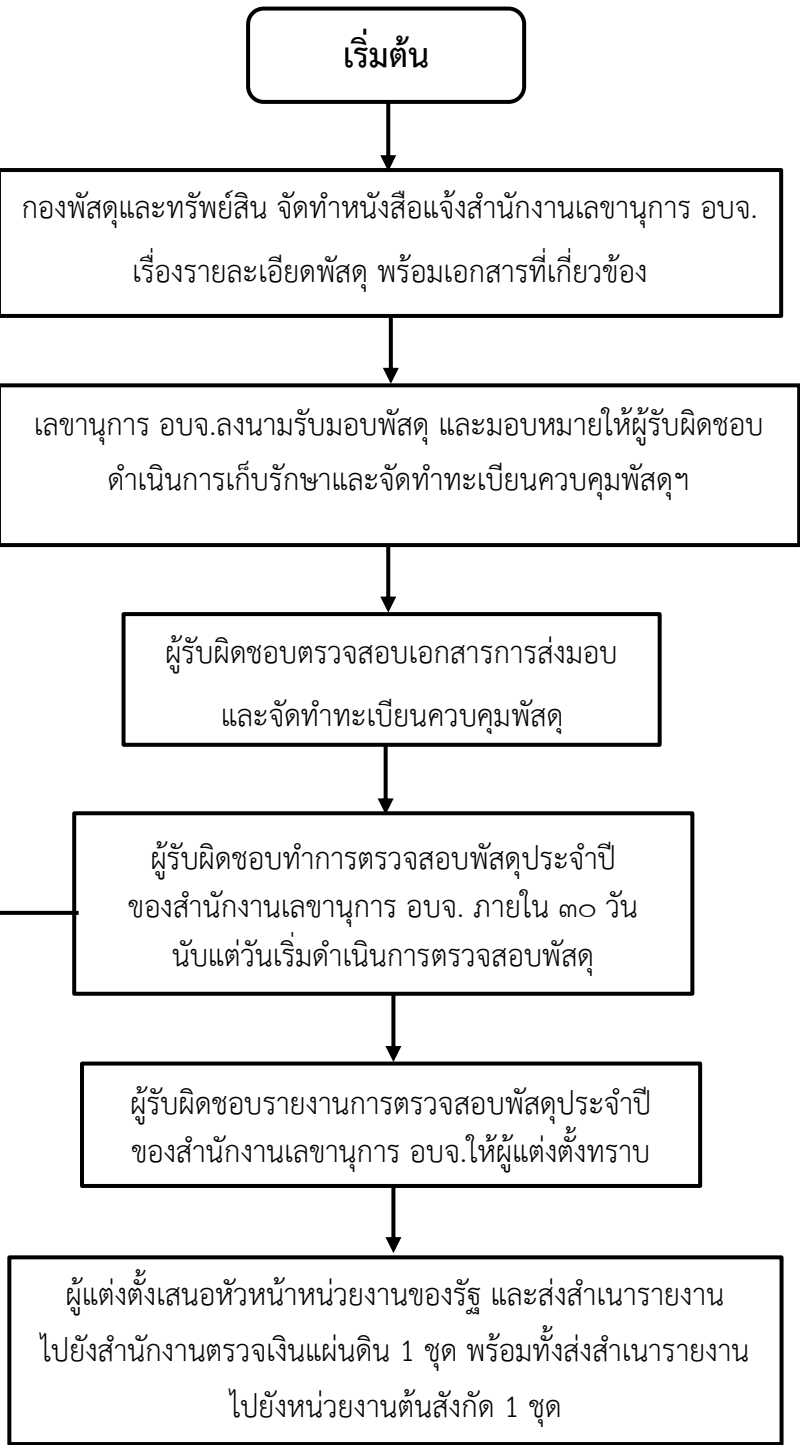 เริ่มต้น
กองพัสดุและทรัพย์สิน จัดทำหนังสือแจ้งสำนักงานเลขานุการ อบจ.
เรื่องรายละเอียดพัสดุ พร้อมเอกสารที่เกี่ยวข้อง
เลขานุการ อบจ.ลงนามรับมอบพัสดุ และมอบหมายให้ผู้รับผิดชอบ
ดำเนินการเก็บรักษาและจัดทำทะเบียนควบคุมพัสดุฯ
ผู้รับผิดชอบตรวจสอบเอกสารการส่งมอบ
และจัดทำทะเบียนควบคุมพัสดุ
ผู้รับผิดชอบทำการตรวจสอบพัสดุประจำปี
ของสำนักงานเลขานุการ อบจ. ภายใน ๓๐ วัน
นับแต่วันเริ่มดำเนินการตรวจสอบพัสดุ
ผู้รับผิดชอบรายงานการตรวจสอบพัสดุประจำปี
ของสำนักงานเลขานุการ อบจ.ให้ผู้แต่งตั้งทราบ
ผู้แต่งตั้งเสนอหัวหน้าหน่วยงานของรัฐ และส่งสำเนารายงาน
ไปยังสำนักงานตรวจเงินแผ่นดิน 1 ชุด พร้อมทั้งส่งสำเนารายงาน
ไปยังหน่วยงานต้นสังกัด 1 ชุด